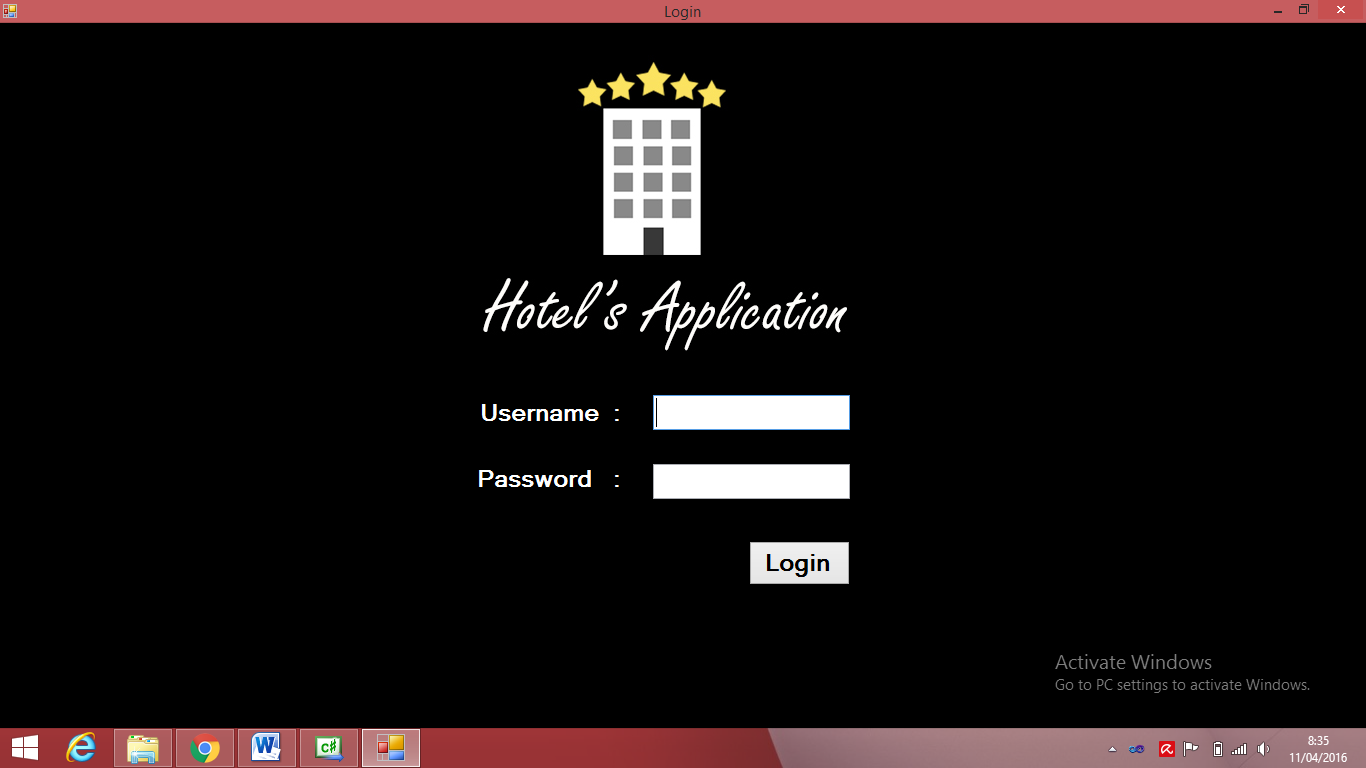 Login
Hotel's Application
Username :
Password :
Login
Activate Windows
Go to PC settings to activate Windows.
W
C#
8:35
11/04/2016